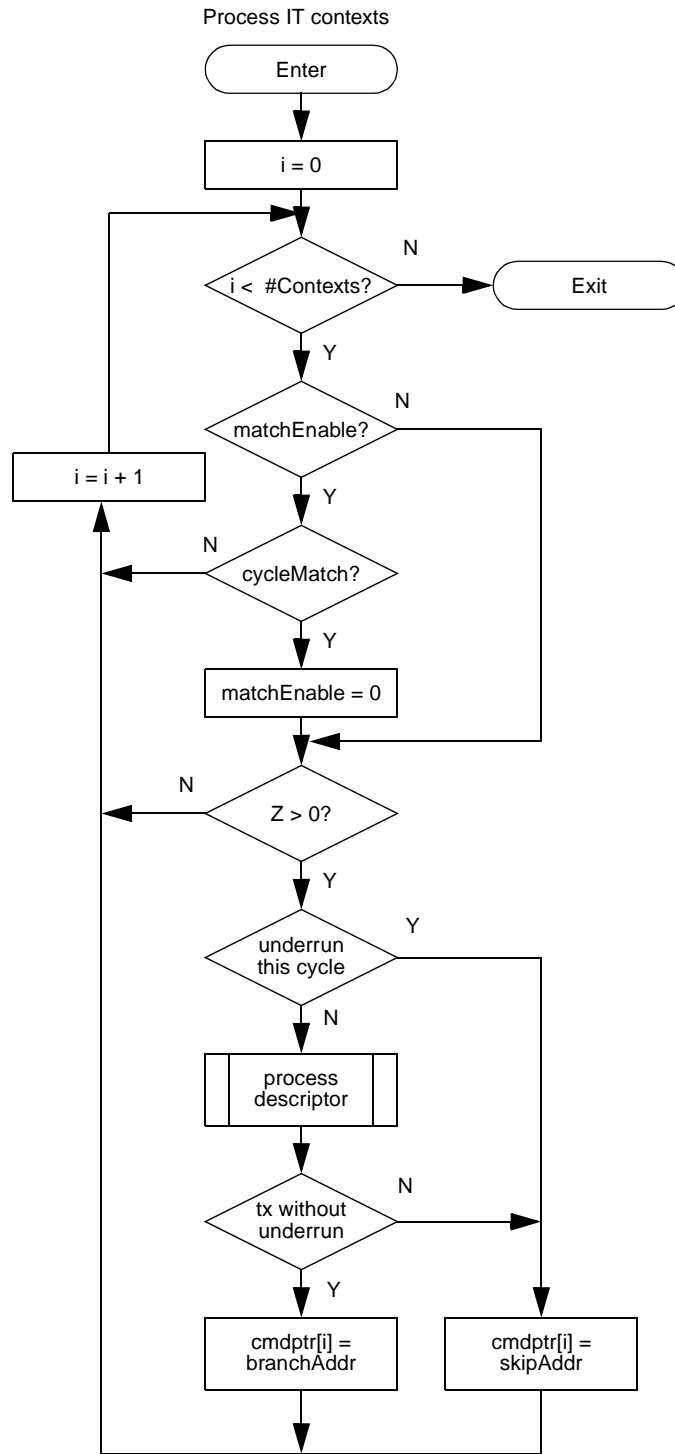 Process IT contexts
Enter
i = 0
N
i < #Contexts?
Exit
Y
N
matchEnable?
i = i + 1
Y
N
cycleMatch?
Y
matchEnable = 0
N
Z > 0?
Y
Y
underrun
this cycle
N
process
descriptor
N
tx without
underrun
Y
cmdptr[i] =
branchAddr
cmdptr[i] =
skipAddr